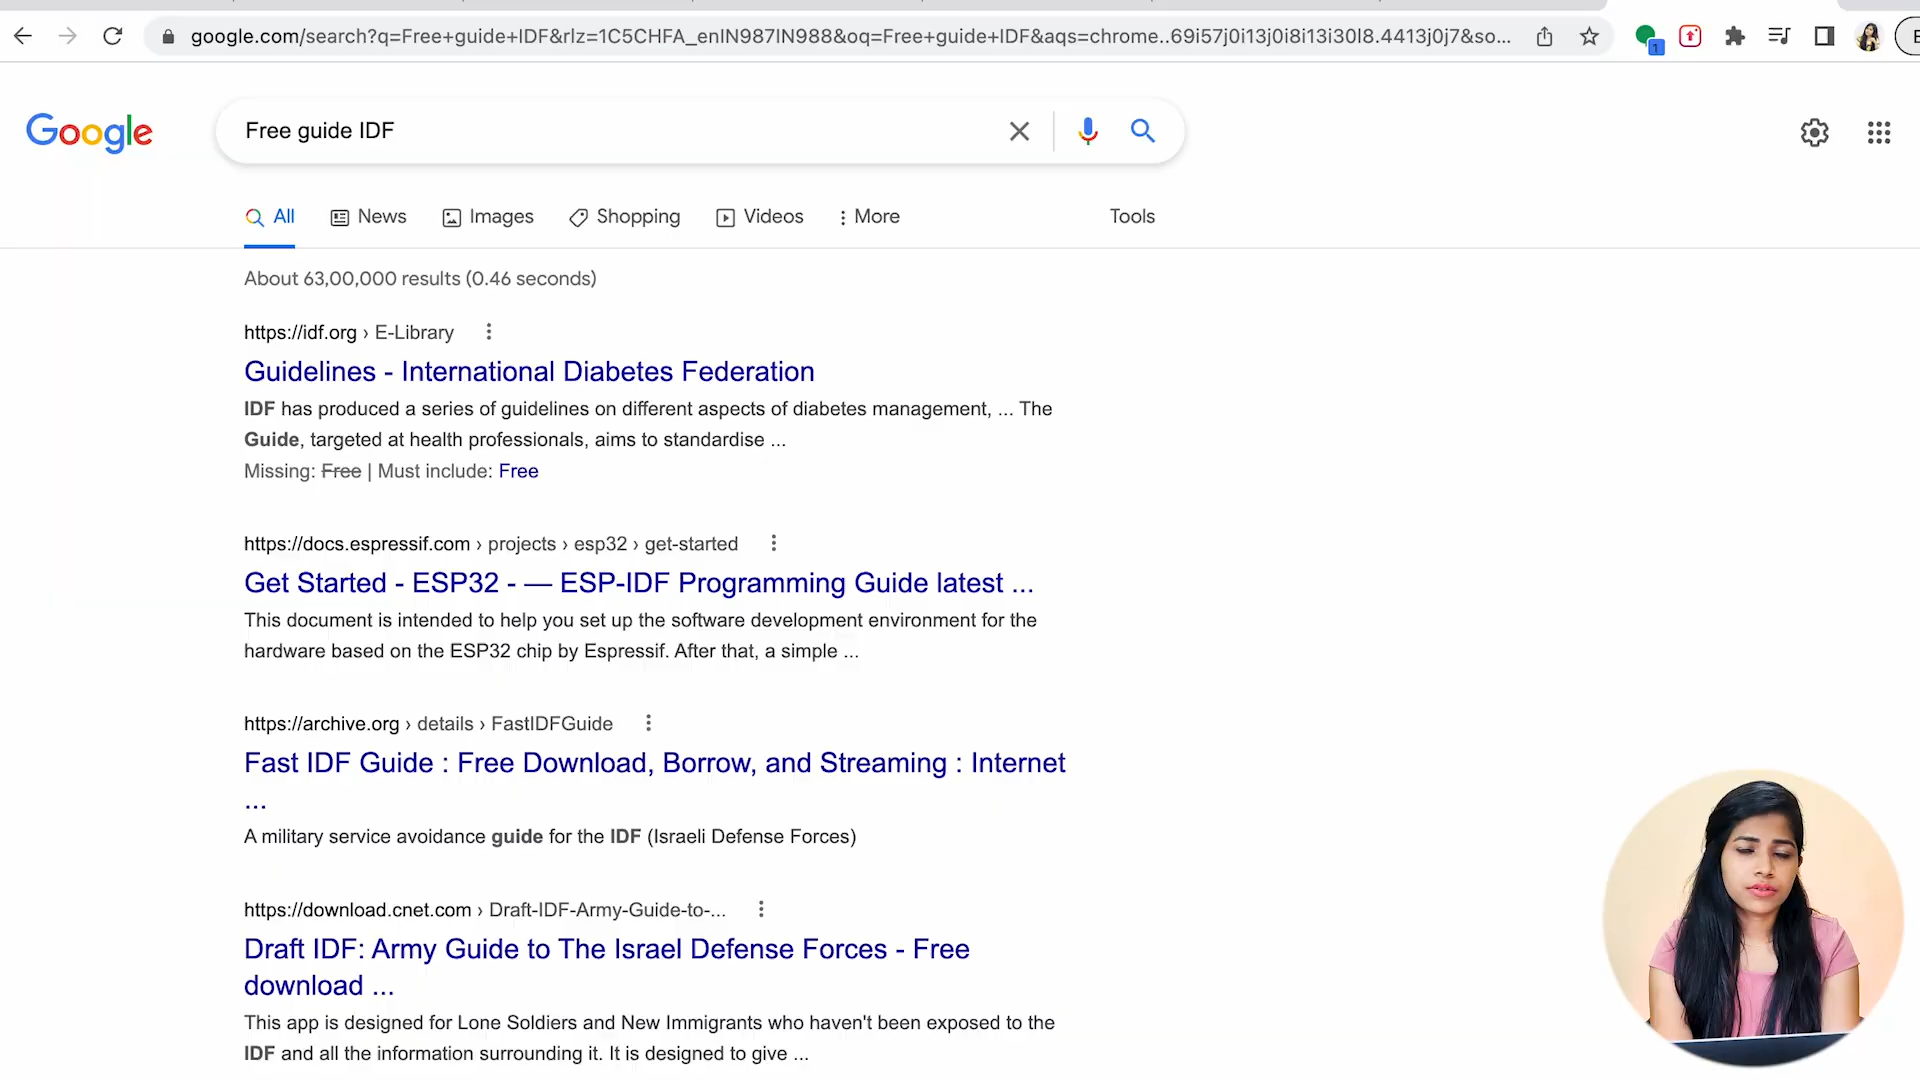 google.com/search?q=Free+guide+IDF&rlz=1C5CHFA_enIN987IN988&oq=Free+guide+IDF&aqs=chrome..69i57j0i13j0i8i13i30l8.4413j0j7&so...
1
E
Google
Free guide IDF
All
News
Images
Shopping
Videos
More
Tools
About 63,00,000 results (0.46 seconds)
https://idf.org › E-Library
Guidelines - International Diabetes Federation
IDF has produced a series of guidelines on different aspects of diabetes management, ... The
Guide, targeted at health professionals, aims to standardise ...
Missing: Free | Must include: Free
https://docs.espressif.com › projects › esp32 › get-started
Get Started - ESP32 - — ESP-IDF Programming Guide latest ...
This document is intended to help you set up the software development environment for the
hardware based on the ESP32 chip by Espressif. After that, a simple ...
https://archive.org › details › FastIDFGuide
Fast IDF Guide : Free Download, Borrow, and Streaming : Internet
...
A military service avoidance guide for the IDF (Israeli Defense Forces)
https://download.cnet.com › Draft-IDF-Army-Guide-to-...
Draft IDF: Army Guide to The Israel Defense Forces - Free
download ...
This app is designed for Lone Soldiers and New Immigrants who haven't been exposed to the
IDF and all the information surrounding it. It is designed to give ...